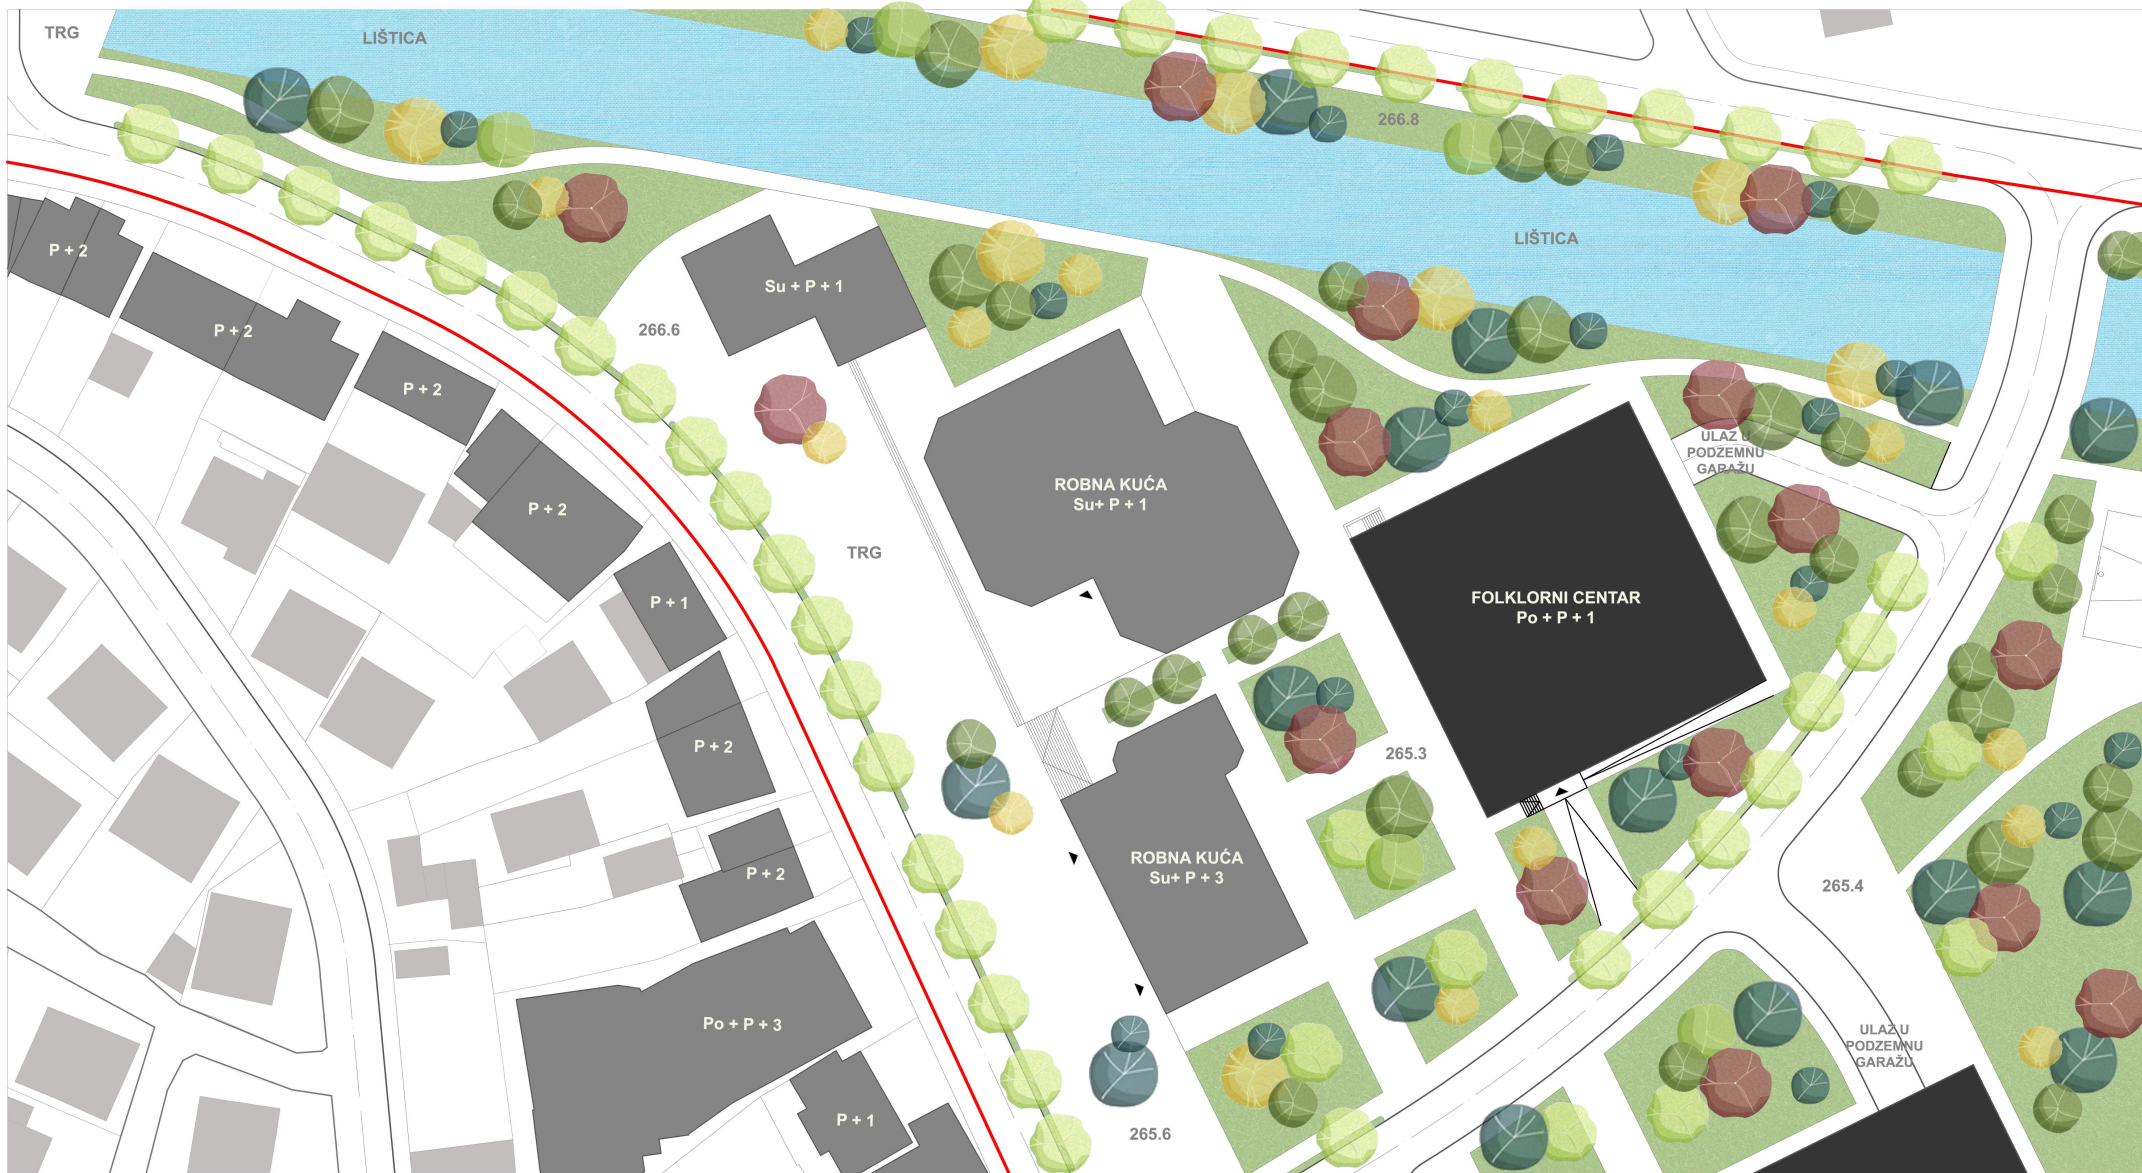 TRG
LIŠTICA
266.8
LIŠTICA
P + 2
P + 2
P + 2
P + 2
P + 1
P + 2
P + 2
Po + P + 3
P + 1
Su + P + 1
266.6
TRG
ROBNA KUĆA
Su+ P + 1
ROBNA KUĆA
Su+ P + 3
FOLKLORNI CENTAR
Po + P + 1
ULAZ U
PODZEMNU
GARAŽU
265.3
265.4
ULAZ U
PODZEMNU
GARAŽU
265.6